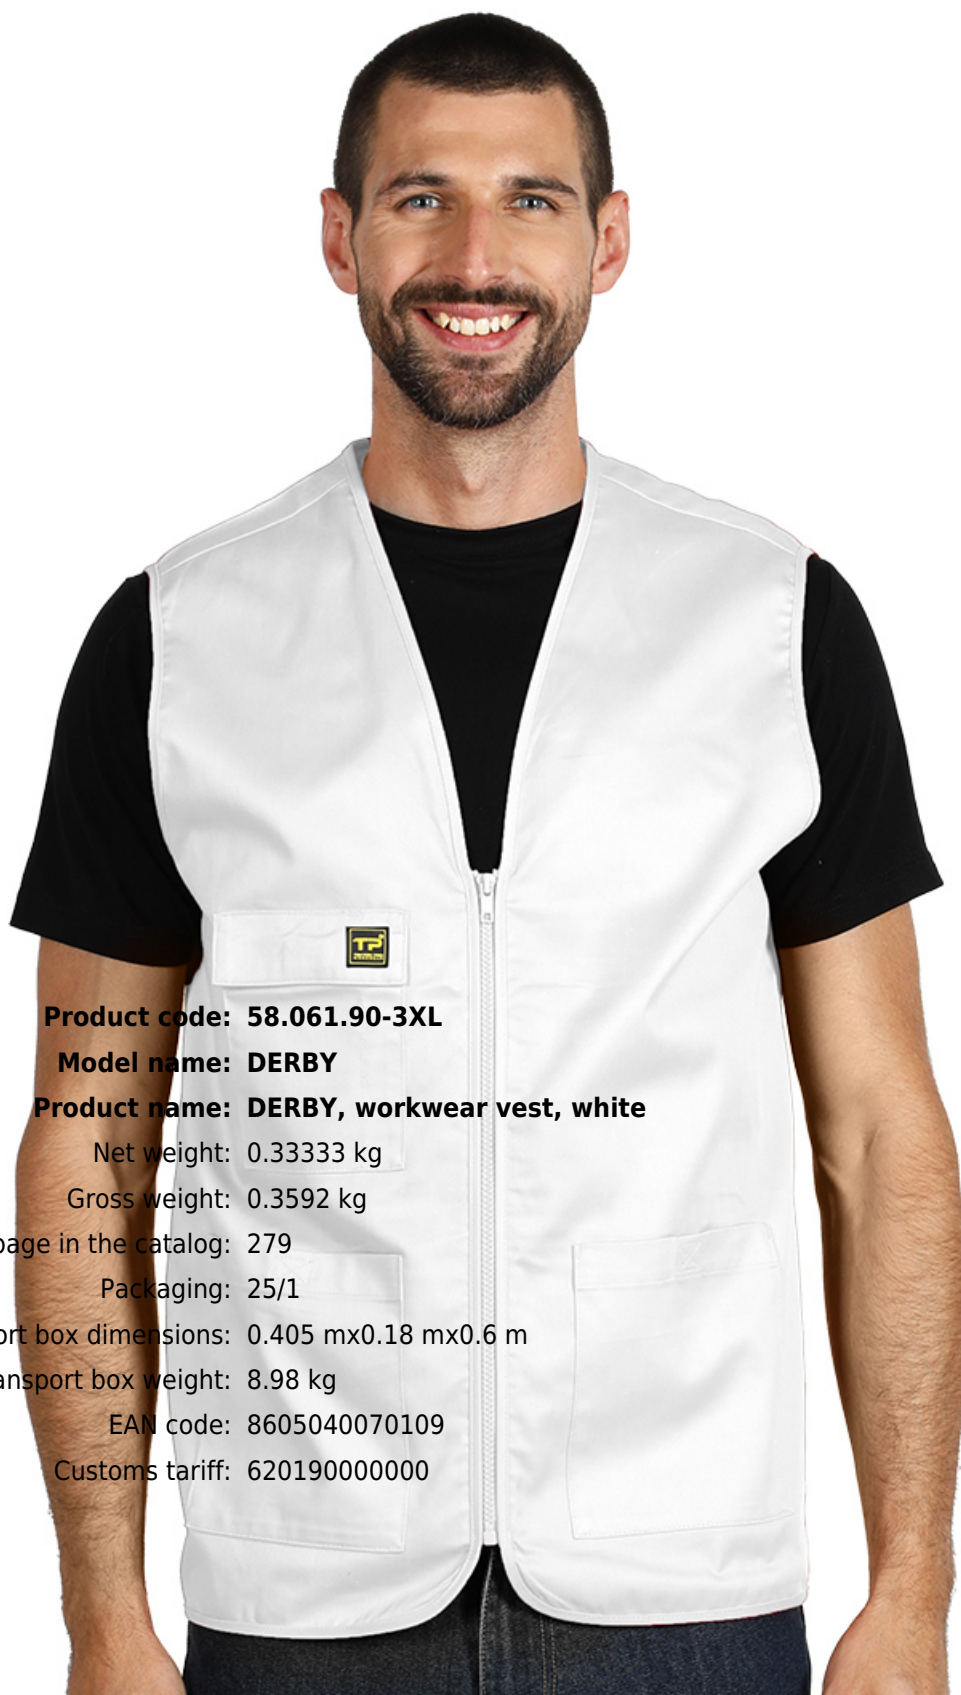 TP
Product code: 58.061.90-3XL
Model name: DERBY
Product name: DERBY, workwear vest, white
Net weight: 0.33333 kg
Gross weight: 0.3592 kg
page in the catalog: 279
Packaging: 25/1
ort box dimensions: 0.405 mx0.18 mx0.6 m
ansport box weight: 8.98 kg
EAN code: 8605040070109
Customs tariff: 620190000000